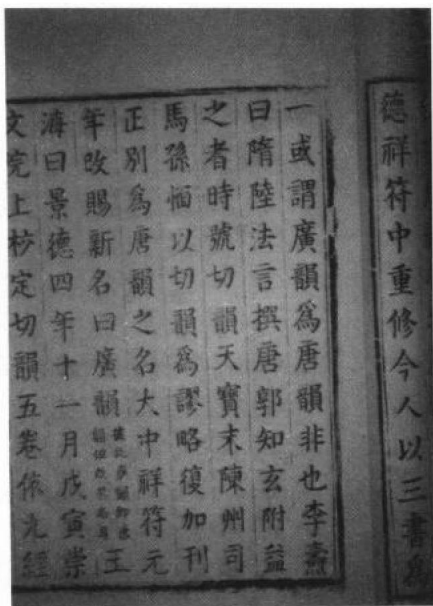 德祥符中重修今人以三書爲
一或謂廣韻爲唐韻非也李燾
曰隋陸法言撰唐郭知玄附益
之者時號切韻天寶末陳州司
馬孫愐以切韻爲謬略復加刊
正別爲唐韻之名大中祥符元
年改賜新名曰廣韻 王
海曰景德四年十一月戊寅崇
文院上校定切韻五卷依九經